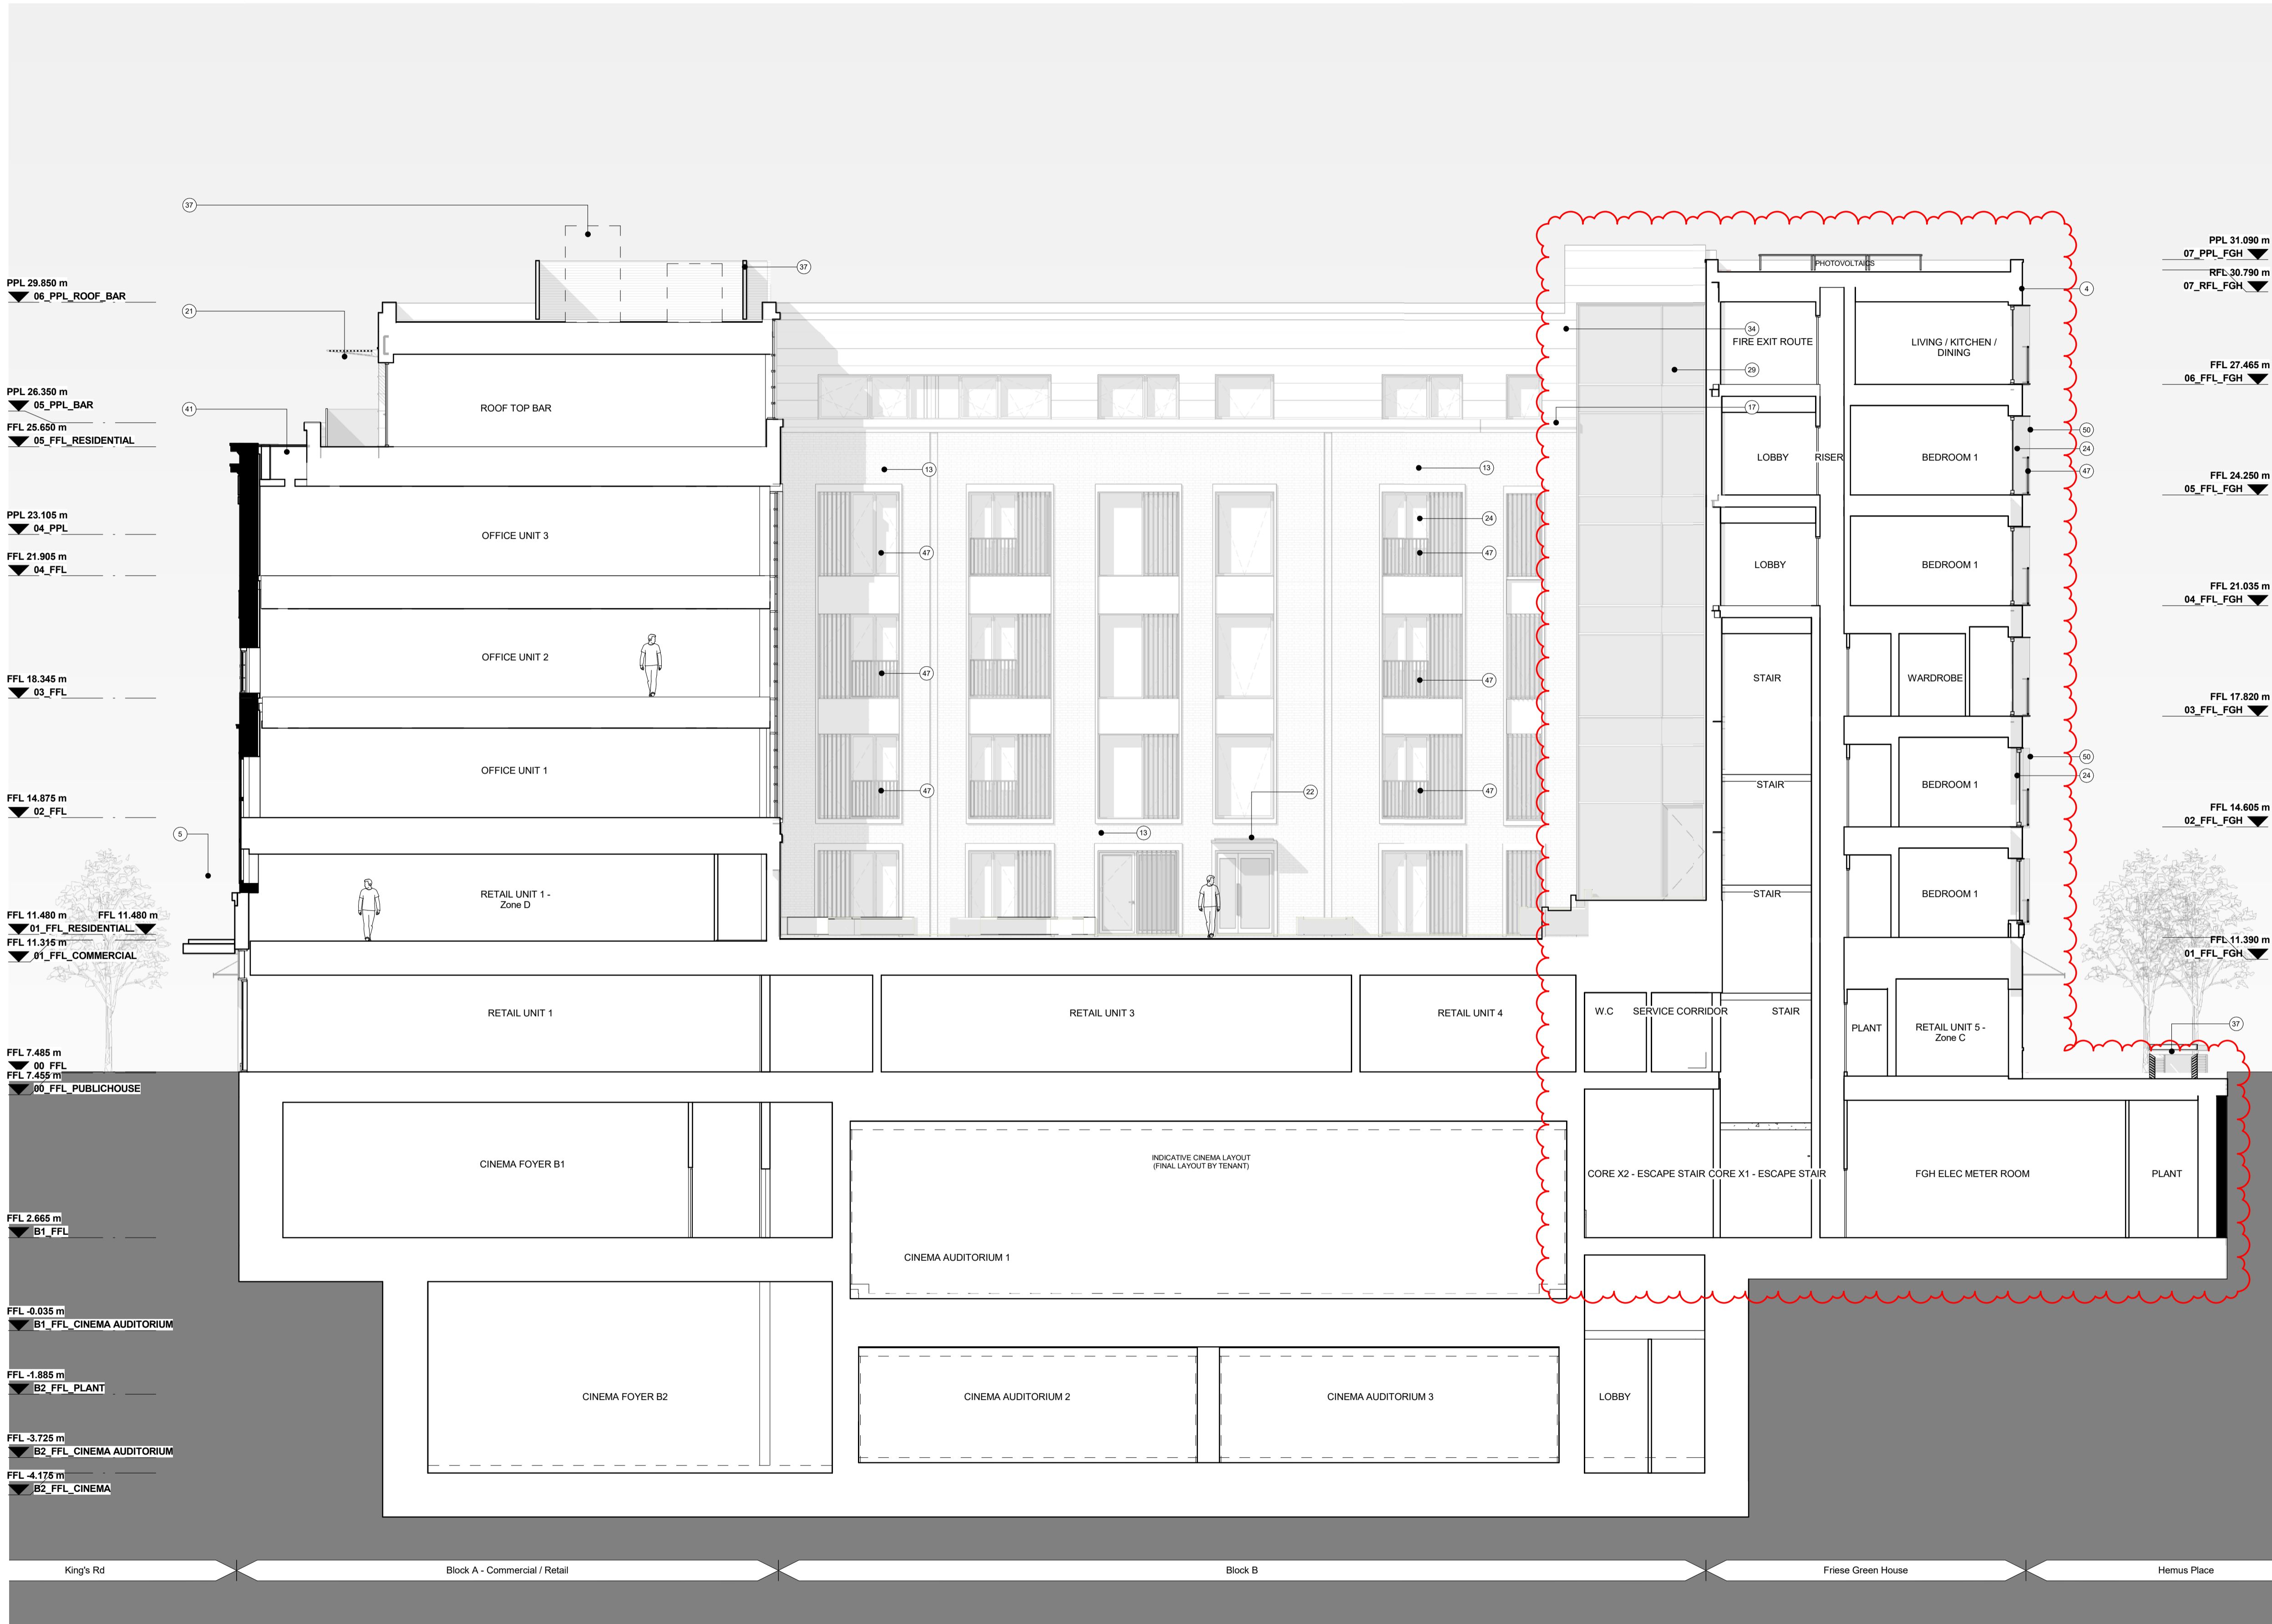 37
37
PPL 31.090 m
07_PPL_FGH
PHOTOVOLTAICS
RFL 30.790 m
07_RFL_FGH
PPL 29.850 m
06_PPL_ROOF_BAR
4
21
34
FIRE EXIT ROUTE
LIVING / KITCHEN /
DINING
29
FFL 27.465 m
06_FFL_FGH
PPL 26.350 m
05_PPL_BAR
41
ROOF TOP BAR
17
FFL 25.650 m
05_FFL_RESIDENTIAL
50
24
13
13
LOBBY
RISER
BEDROOM 1
47
FFL 24.250 m
05_FFL_FGH
PPL 23.105 m
04_PPL
24
OFFICE UNIT 3
47
47
FFL 21.905 m
04_FFL
LOBBY
BEDROOM 1
FFL 21.035 m
04_FFL_FGH
OFFICE UNIT 2
47
47
STAIR
WARDROBE
FFL 18.345 m
03_FFL
FFL 17.820 m
03_FFL_FGH
50
OFFICE UNIT 1
24
47
22
47
STAIR
BEDROOM 1
FFL 14.875 m
02_FFL
FFL 14.605 m
02_FFL_FGH
5
13
RETAIL UNIT 1 -
Zone D
STAIR
BEDROOM 1
FFL 11.480 m
FFL 11.480 m
01_FFL_RESIDENTIAL
FFL 11.315 m
01_FFL_COMMERCIAL
FFL 11.390 m
01_FFL_FGH
RETAIL UNIT 1
RETAIL UNIT 3
RETAIL UNIT 4
W.C
SERVICE CORRIDOR
STAIR
PLANT
RETAIL UNIT 5 -
Zone C
37
FFL 7.485 m
00_FFL
FFL 7.455 m
00_FFL_PUBLICHOUSE
CINEMA FOYER B1
INDICATIVE CINEMA LAYOUT
(FINAL LAYOUT BY TENANT)
CORE X2 - ESCAPE STAIR
CORE X1 - ESCAPE STAIR
FGH ELEC METER ROOM
PLANT
FFL 2.665 m
B1_FFL
CINEMA AUDITORIUM 1
FFL -0.035 m
B1_FFL_CINEMA AUDITORIUM
FFL -1.885 m
B2_FFL_PLANT
CINEMA FOYER B2
CINEMA AUDITORIUM 2
CINEMA AUDITORIUM 3
LOBBY
FFL -3.725 m
B2_FFL_CINEMA AUDITORIUM
FFL -4.175 m
B2_FFL_CINEMA
King's Rd
Block A - Commercial / Retail
Block B
Friese Green House
Hemus Place